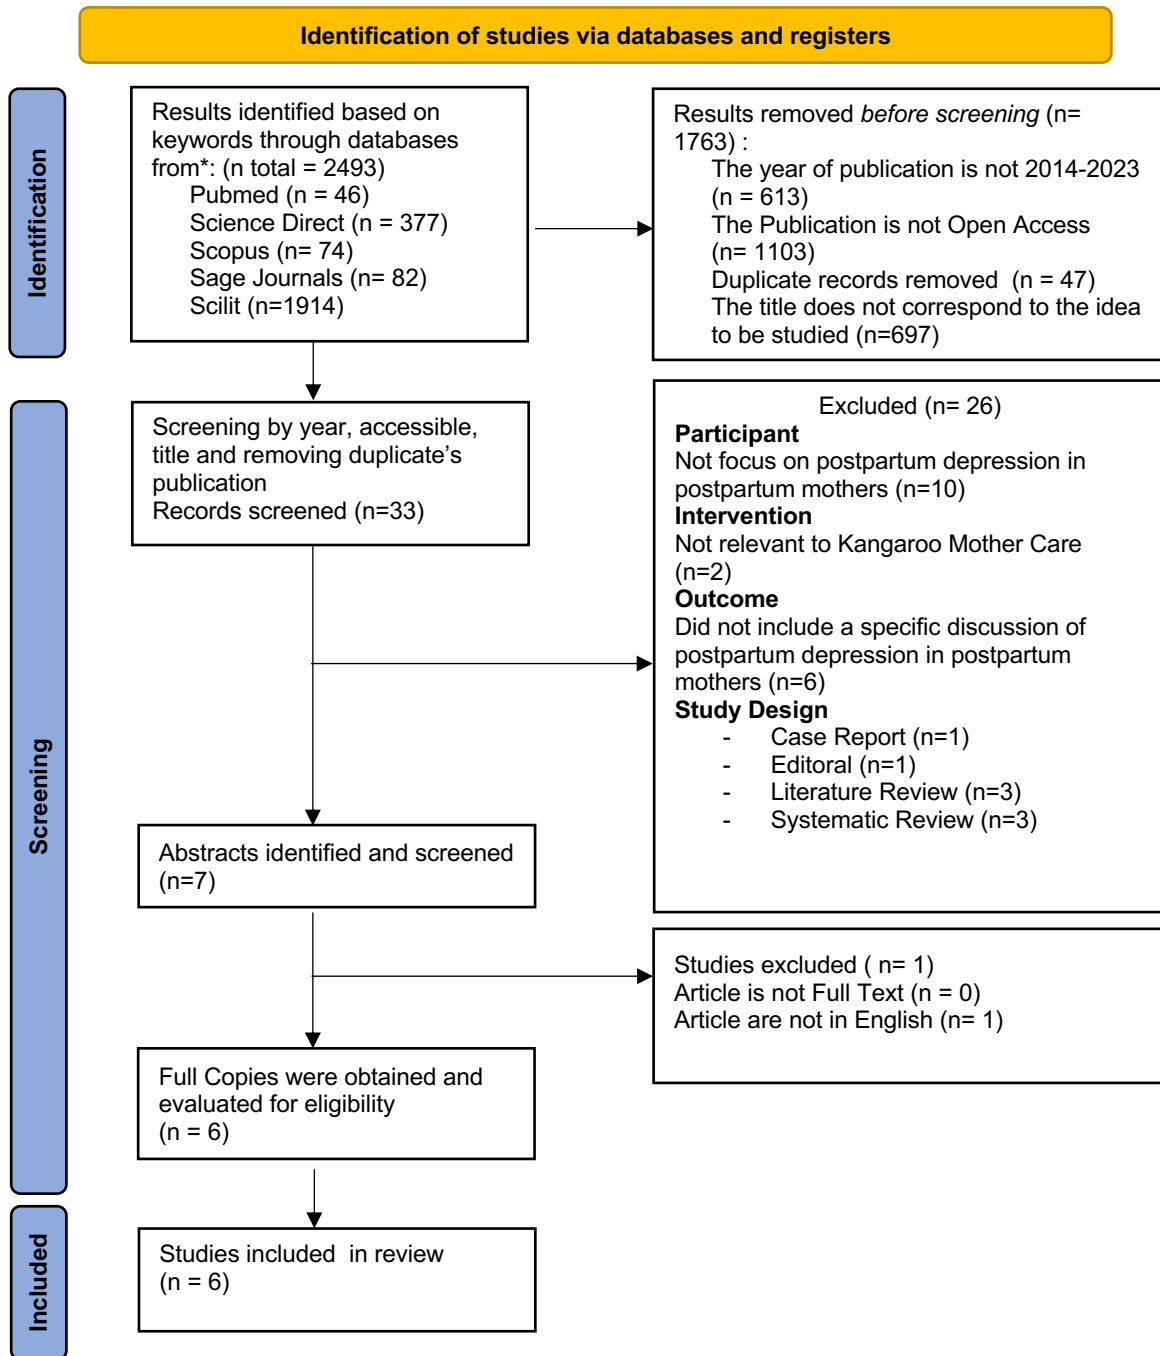 Identification of studies via databases and registers
Identification
Results identified based on
keywords through databases
from*: (n total = 2493)
Pubmed (n = 46)
Science Direct (n = 377)
Scopus (n= 74)
Sage Journals (n= 82)
Scilit (n=1914)
Results removed before screening (n=
1763) :
The year of publication is not 2014-2023
(n = 613)
The Publication is not Open Access
(n= 1103)
Duplicate records removed (n = 47)
The title does not correspond to the idea
to be studied (n=697)
Screening
Screening by year, accessible,
title and removing duplicate's
publication
Records screened (n=33)
Excluded (n= 26)
Participant
Not focus on postpartum depression in
postpartum mothers (n=10)
Intervention
Not relevant to Kangaroo Mother Care
(n=2)
Outcome
Did not include a specific discussion of
postpartum depression in postpartum
mothers (n=6)
Study Design
- Case Report (n=1)
- Editoral (n=1)
- Literature Review (n=3)
- Systematic Review (n=3)
Abstracts identified and screened
(n=7)
Studies excluded ( n= 1)
Article is not Full Text (n = 0)
Article are not in English (n= 1)
Full Copies were obtained and
evaluated for eligibility
(n = 6)
Included
Studies included in review
(n = 6)